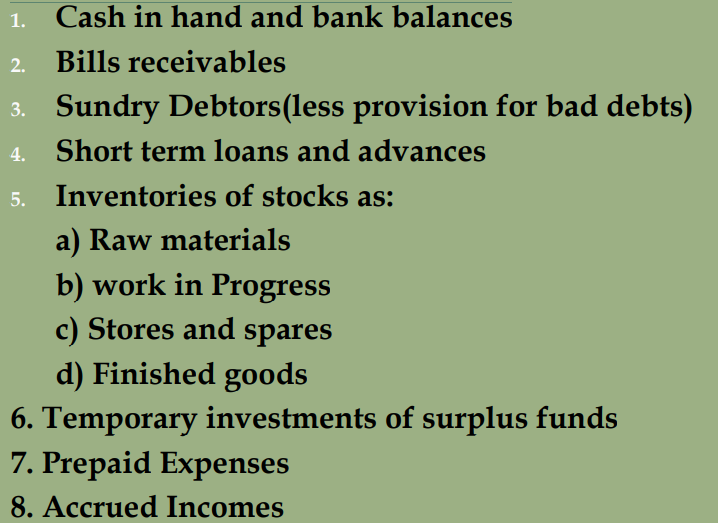 1. Cash in hand and bank balances
2. Bills receivables
3. Sundry Debtors(less provision for bad debts)
4. Short term loans and advances
5. Inventories of stocks as:
a) Raw materials
b) work in Progress
c) Stores and spares
d) Finished goods
6. Temporary investments of surplus funds
7. Prepaid Expenses
8. Accrued Incomes